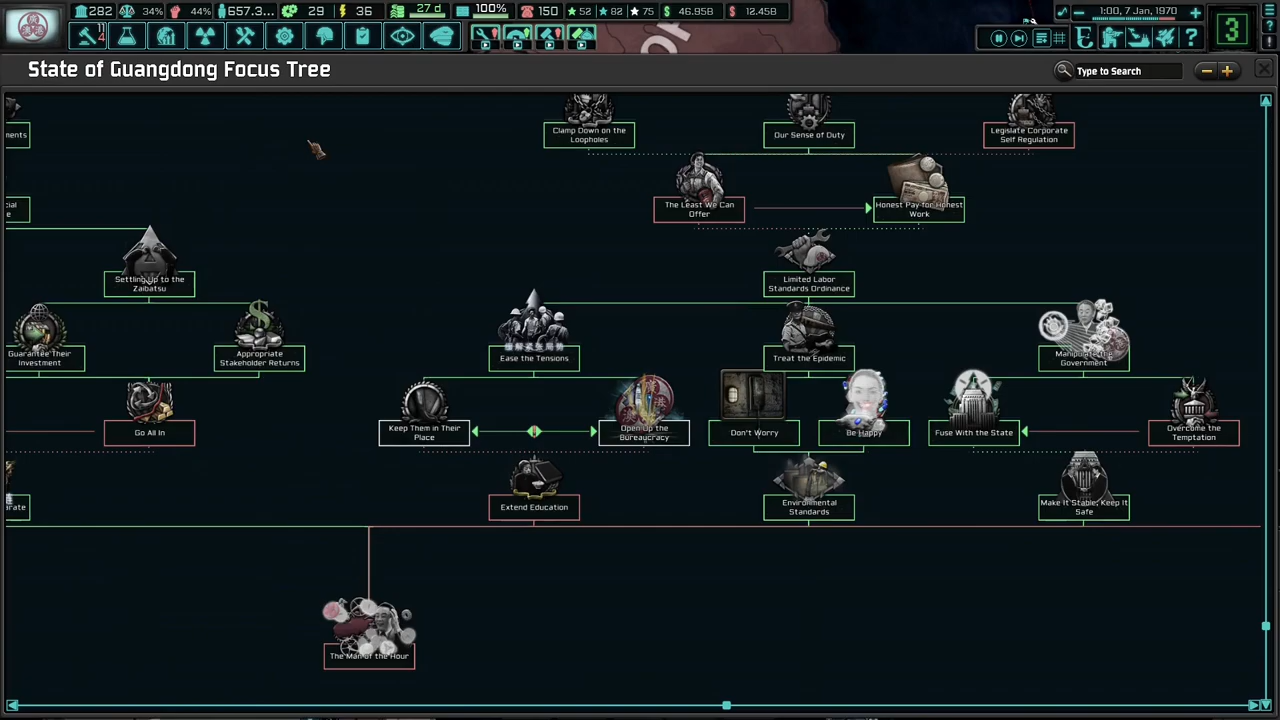 282 34% 44% 657.3... 29 36 27 d 100% 150 52 82 75 $ 46.95B $ 12.45B 1:00, 7 Jan, 1970
114
3
State of Guangdong Focus Tree
Type to Search
ments
Clamp Down on the
Loopholes
Our Sense of Duty
Legislate Corporate
Self Regulation
The Least We Can
Offer
Honest Pay for Honest
Work
Settling Up to the
Zaibatsu
Limited Labor
Standards Ordinance
Guarantee Their
Investment
Appropriate
Stakeholder Returns
Ease the Tensions
Treat the Epidemic
Manipulate the
Government
Go All In
Keep Them in Their
Place
Open Up the
Bureaucracy
Don't Worry
Be Happy
Fuse With the State
Overcome the
Temptation
Extend Education
Environmental
Standards
Make It Stable, Keep It
Safe
The Man of the Hour